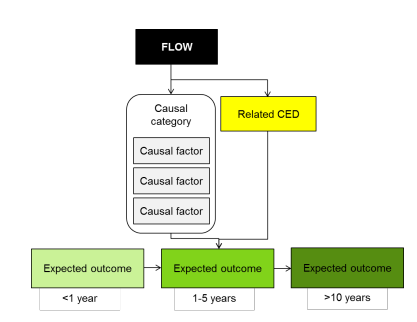 FLOW
Causal
category
Related CED
Causal factor
Causal factor
Causal factor
Expected outcome
Expected outcome
Expected outcome
<1 year
1-5 years
>10 years